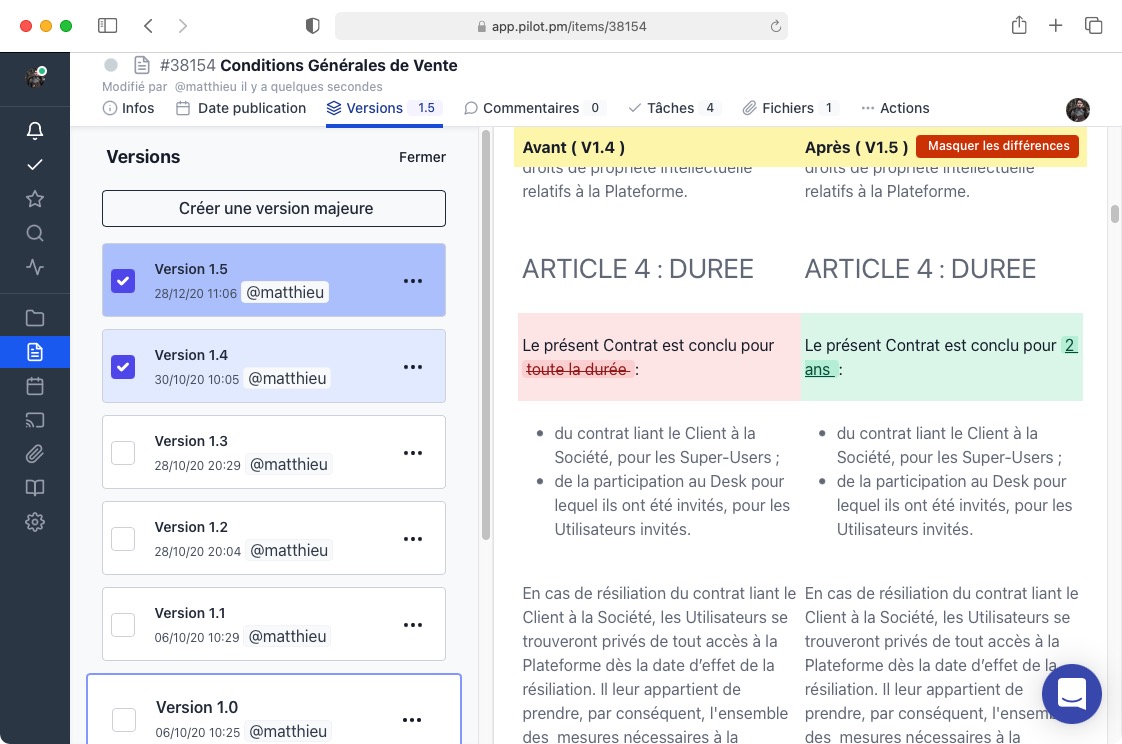 app.pilot.pm/items/38154
#38154 Conditions Générales de Vente
Modifié par @matthieu il y a quelques secondes
Infos
Date publication
Versions 1.5
Commentaires 0
Tâches 4
Fichiers 1
Actions
Versions
Fermer
Créer une version majeure
Version 1.5
28/12/20 11:06 @matthieu
Version 1.4
30/10/20 10:05 @matthieu
Version 1.3
28/10/20 20:29 @matthieu
Version 1.2
28/10/20 20:04 @matthieu
Version 1.1
06/10/20 10:29 @matthieu
Version 1.0
06/10/20 10:25 @matthieu
Avant ( V1.4 )
droits de propriété intellectuelle
relatifs à la Plateforme.
ARTICLE 4 : DUREE
Le présent Contrat est conclu pour
toute la durée :
du contrat liant le Client à la
Société, pour les Super-Users ;
de la participation au Desk pour
lequel ils ont été invités, pour les
Utilisateurs invités.
En cas de résiliation du contrat liant le
Client à la Société, les Utilisateurs se
trouveront privés de tout accès à la
Plateforme dès la date d’effet de la
résiliation. Il leur appartient de
prendre, par conséquent, l'ensemble
des mesures nécessaires à la
Après ( V1.5 )
Masquer les différences
droits de propriété intellectuelle
relatifs à la Plateforme.
ARTICLE 4 : DUREE
Le présent Contrat est conclu pour 2
ans :
du contrat liant le Client à la
Société, pour les Super-Users ;
de la participation au Desk pour
lequel ils ont été invités, pour les
Utilisateurs invités.
En cas de résiliation du contrat liant le
Client à la Société, les Utilisateurs se
trouveront privés de tout accès à la
Plateforme dès la date d’effet de la
résiliation. Il leur appartient de
prendre, par conséquent, l'ensem
des mesures nécessaires à la